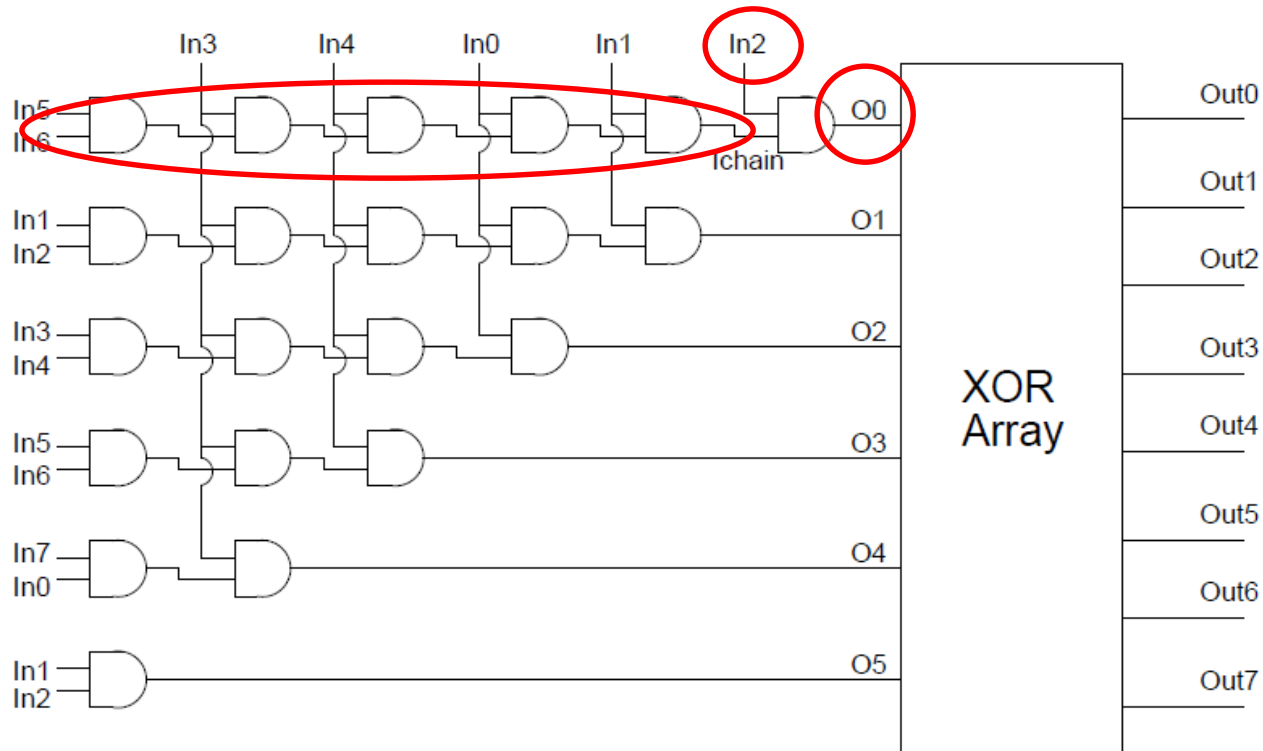 In3 In4 In0 In1 In2
In5 O0 Out0
In6
Ichain
In1 O1 Out1
In2
Out2
In3 O2 Out3
In4
XOR
Array
In5 O3 Out4
In6
Out5
In7 O4
In0 Out6
In1 O5 Out7
In2